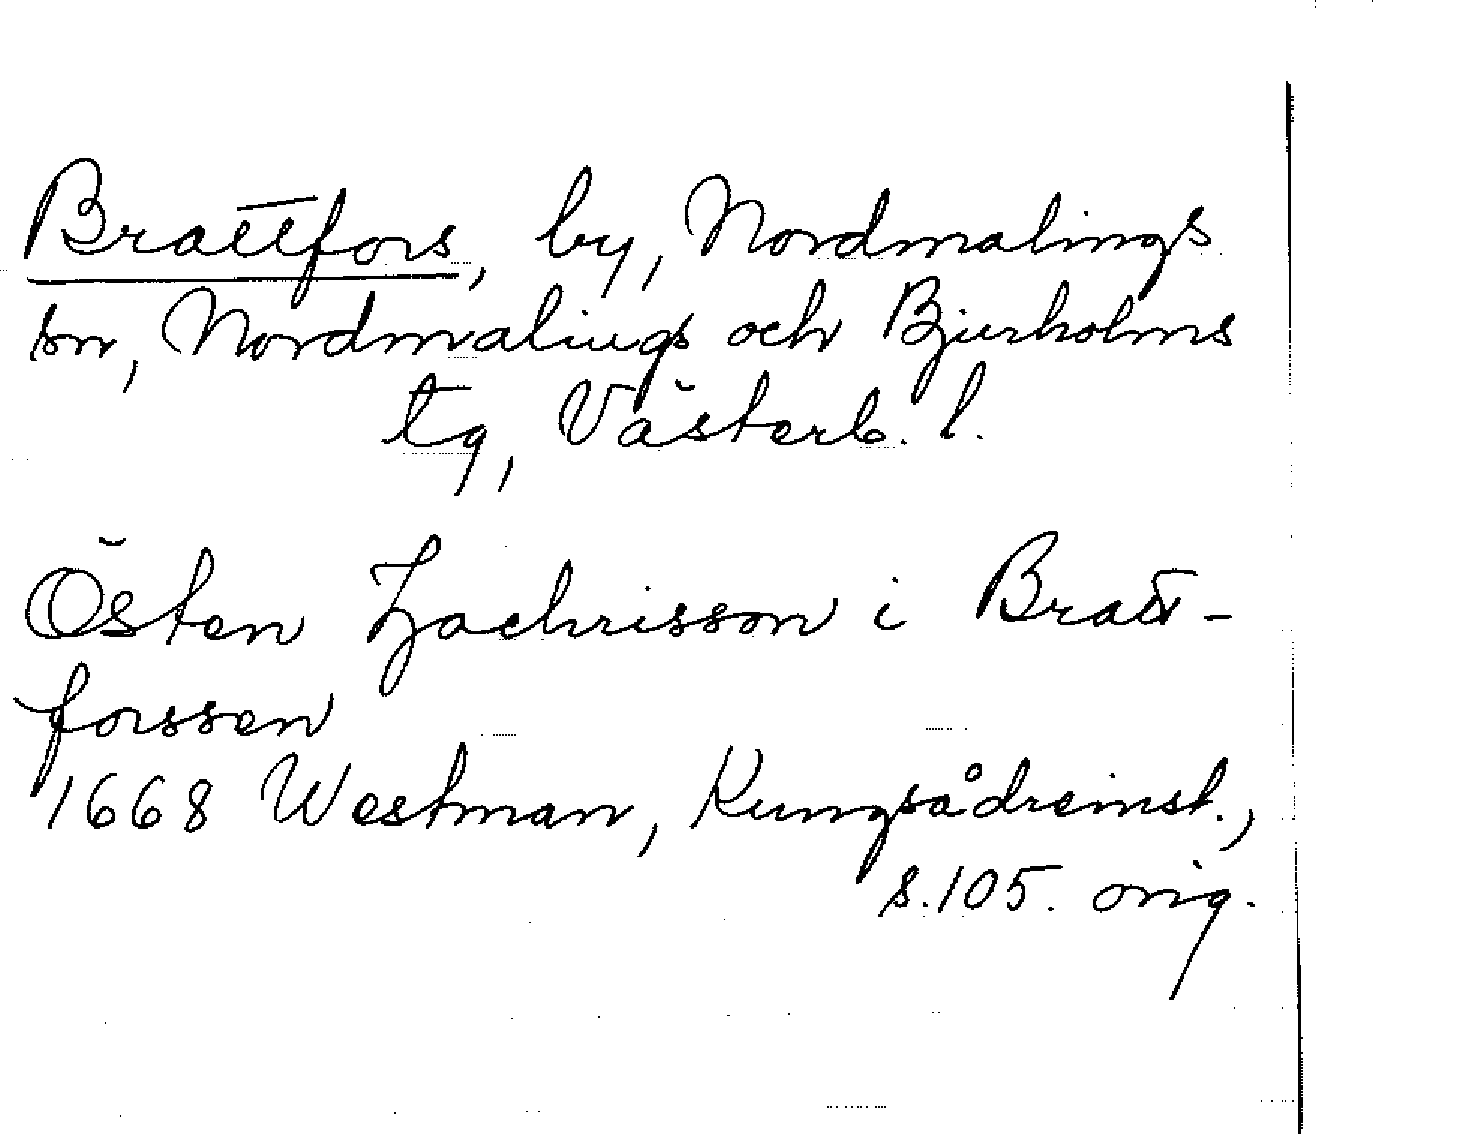 Brattfors, by, Nordmalings
sn, Nordmalings och Bjurholms
tg, Västerb. l.
Östen Zachrisson i Bratt-
forssen
1668 Westman, Kungsådreinst.,
s. 105. orig.